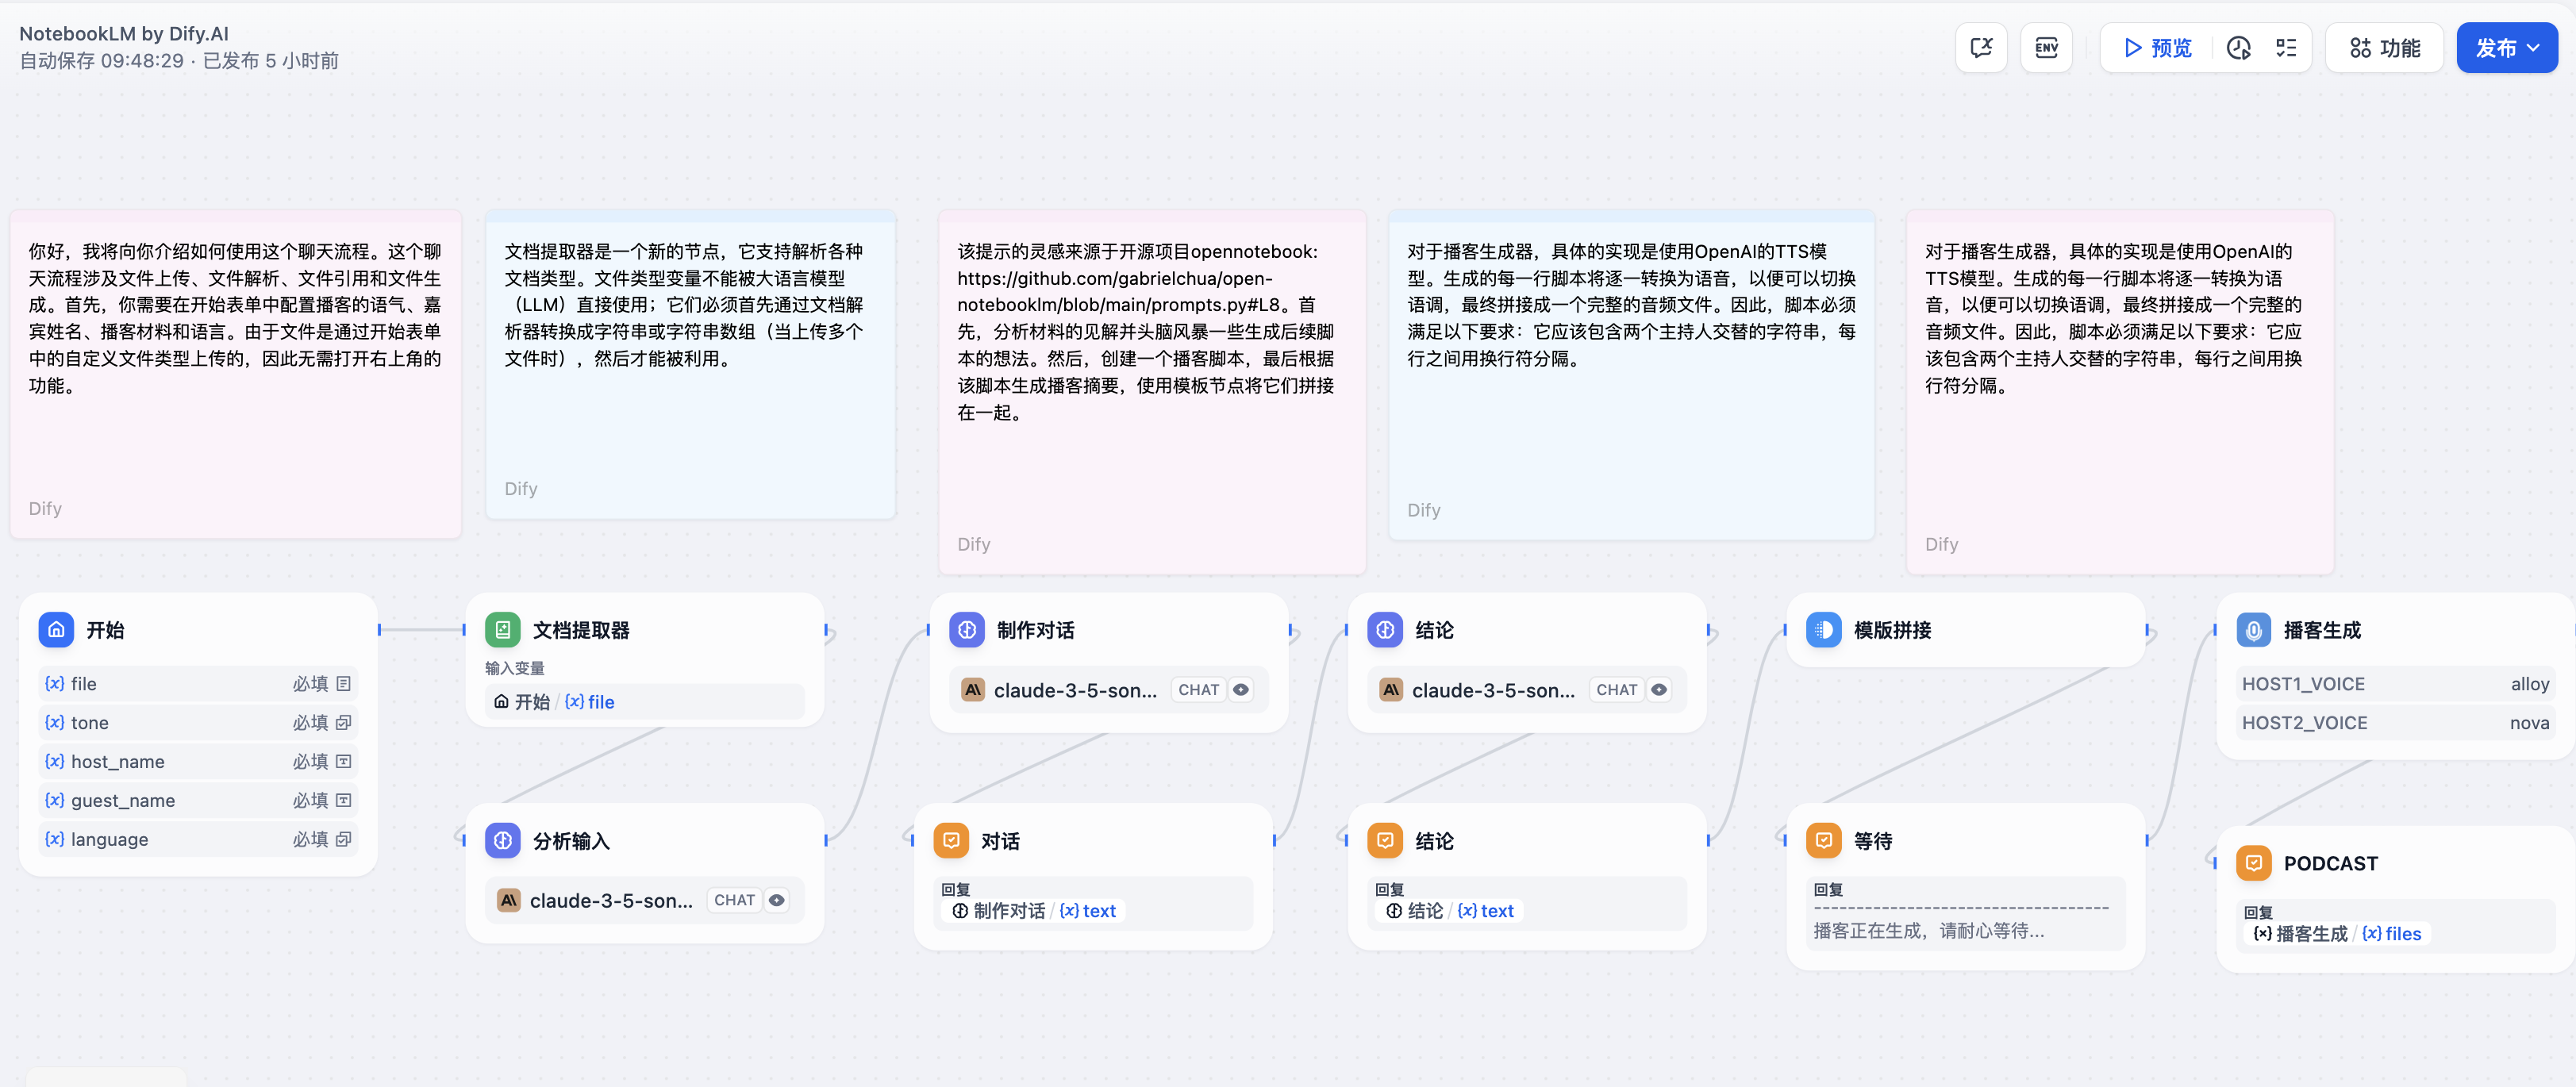 NotebookLM by Dify.AI
自动保存 09:48:29 · 已发布 5 小时前
ENV
预览
功能
发布
你好，我将向你介绍如何使用这个聊天流程。这个聊
天流程涉及文件上传、文件解析、文件引用和文件生
成。首先，你需要在开始表单中配置播客的语气、嘉
宾姓名、播客材料和语言。由于文件是通过开始表单
中的自定义文件类型上传的，因此无需打开右上角的
功能。
Dify
文档提取器是一个新的节点，它支持解析各种
文档类型。文件类型变量不能被大语言模型
（LLM）直接使用；它们必须首先通过文档解
析器转换成字符串或字符串数组（当上传多个
文件时），然后才能被利用。
Dify
该提示的灵感来源于开源项目opennotebook:
https://github.com/gabrielchua/open-
notebooklm/blob/main/prompts.py#L8。首
先，分析材料的见解并头脑风暴一些生成后续脚
本的想法。然后，创建一个播客脚本，最后根据
该脚本生成播客摘要，使用模板节点将它们拼接
在一起。
Dify
对于播客生成器，具体的实现是使用OpenAI的TTS模
型。生成的每一行脚本将逐一转换为语音，以便可以切换
语调，最终拼接成一个完整的音频文件。因此，脚本必须
满足以下要求：它应该包含两个主持人交替的字符串，每
行之间用换行符分隔。
Dify
对于播客生成器，具体的实现是使用OpenAI的
TTS模型。生成的每一行脚本将逐一转换为语
音，以便可以切换语调，最终拼接成一个完整的
音频文件。因此，脚本必须满足以下要求：它应
该包含两个主持人交替的字符串，每行之间用换
行符分隔。
Dify
开始
{x} file 必填
{x} tone 必填
{x} host_name 必填
{x} guest_name 必填
{x} language 必填
文档提取器
输入变量
开始 / {x} file
分析输入
claude-3-5-son... CHAT
制作对话
claude-3-5-son... CHAT
对话
回复
制作对话 / {x} text
结论
claude-3-5-son... CHAT
结论
回复
结论 / {x} text
模版拼接
等待
回复
---------------------------------
播客正在生成，请耐心等待...
播客生成
HOST1_VOICE alloy
HOST2_VOICE nova
PODCAST
回复
{x} 播客生成 / {x} files